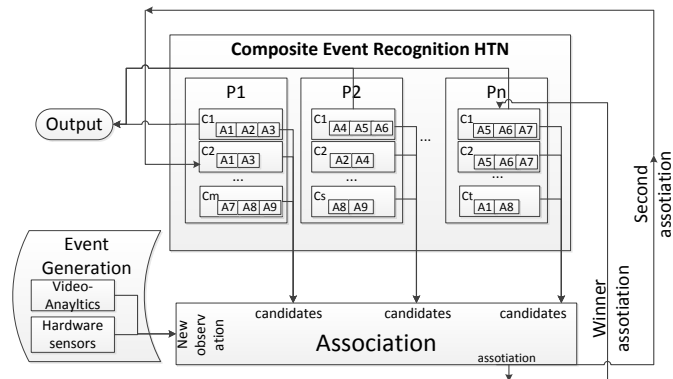 Composite Event Recognition HTN
P1
P2
Pn
Output
C1
A1 A2 A3
C2
A1 A3
...
Cm
A7 A8 A9
C1
A4 A5 A6
C2
A2 A4
...
Cs
A8 A9
...
C1
A5 A6 A7
C2
A5 A6 A7
...
Ct
A1 A8
Event
Generation
Video-
Anayltics
Hardware
sensors
New
observ
ation
candidates
candidates
candidates
Association
assotiation
Winner
assotiation
Second
assotiation